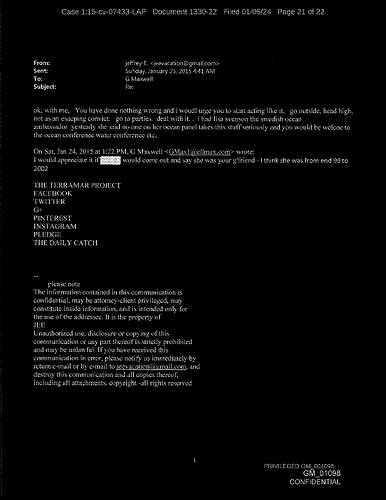 Case 1:15-cv-07433-LAP Document 1330-22 Filed 01/05/24 Page 21 of 22
From: jeffrey E. <jeevacation@gmail.com>
Sent: Sunday, January 25, 2015 4:41 AM
To: G Maxwell
Subject: Re:
ok, with me, You have done nothing wrong and i woudl urge you to start acting like it. go outside, head high,
not as an esacping convict. go to parties. deal with it. . i had lisa svenson the swedish ocean
ambassador yesteady she said no one on her ocean panel takes this stuff seriously and you would be welcoe to
the ocean conference water conference etc.
On Sat, Jan 24, 2015 at 1:22 PM, G Maxwell <GMax1@ellmax.com> wrote:
I would appreciate it if would come out and say she was your g'friend - I think she was from end 99 to
2002
THE TERRAMAR PROJECT
FACEBOOK
TWITTER
G+
PINTEREST
INSTAGRAM
PLEDGE
THE DAILY CATCH
--
please note
The information contained in this communication is
confidential, may be attorney-client privileged, may
constitute inside information, and is intended only for
the use of the addressee. It is the property of
JEE
Unauthorized use, disclosure or copying of this
communication or any part thereof is strictly prohibited
and may be unlawful. If you have received this
communication in error, please notify us immediately by
return e-mail or by e-mail to jeevacation@gmail.com, and
destroy this communication and all copies thereof,
including all attachments. copyright -all rights reserved
1
PRIVILEGED GM_001098
GM_01098
CONFIDENTIAL